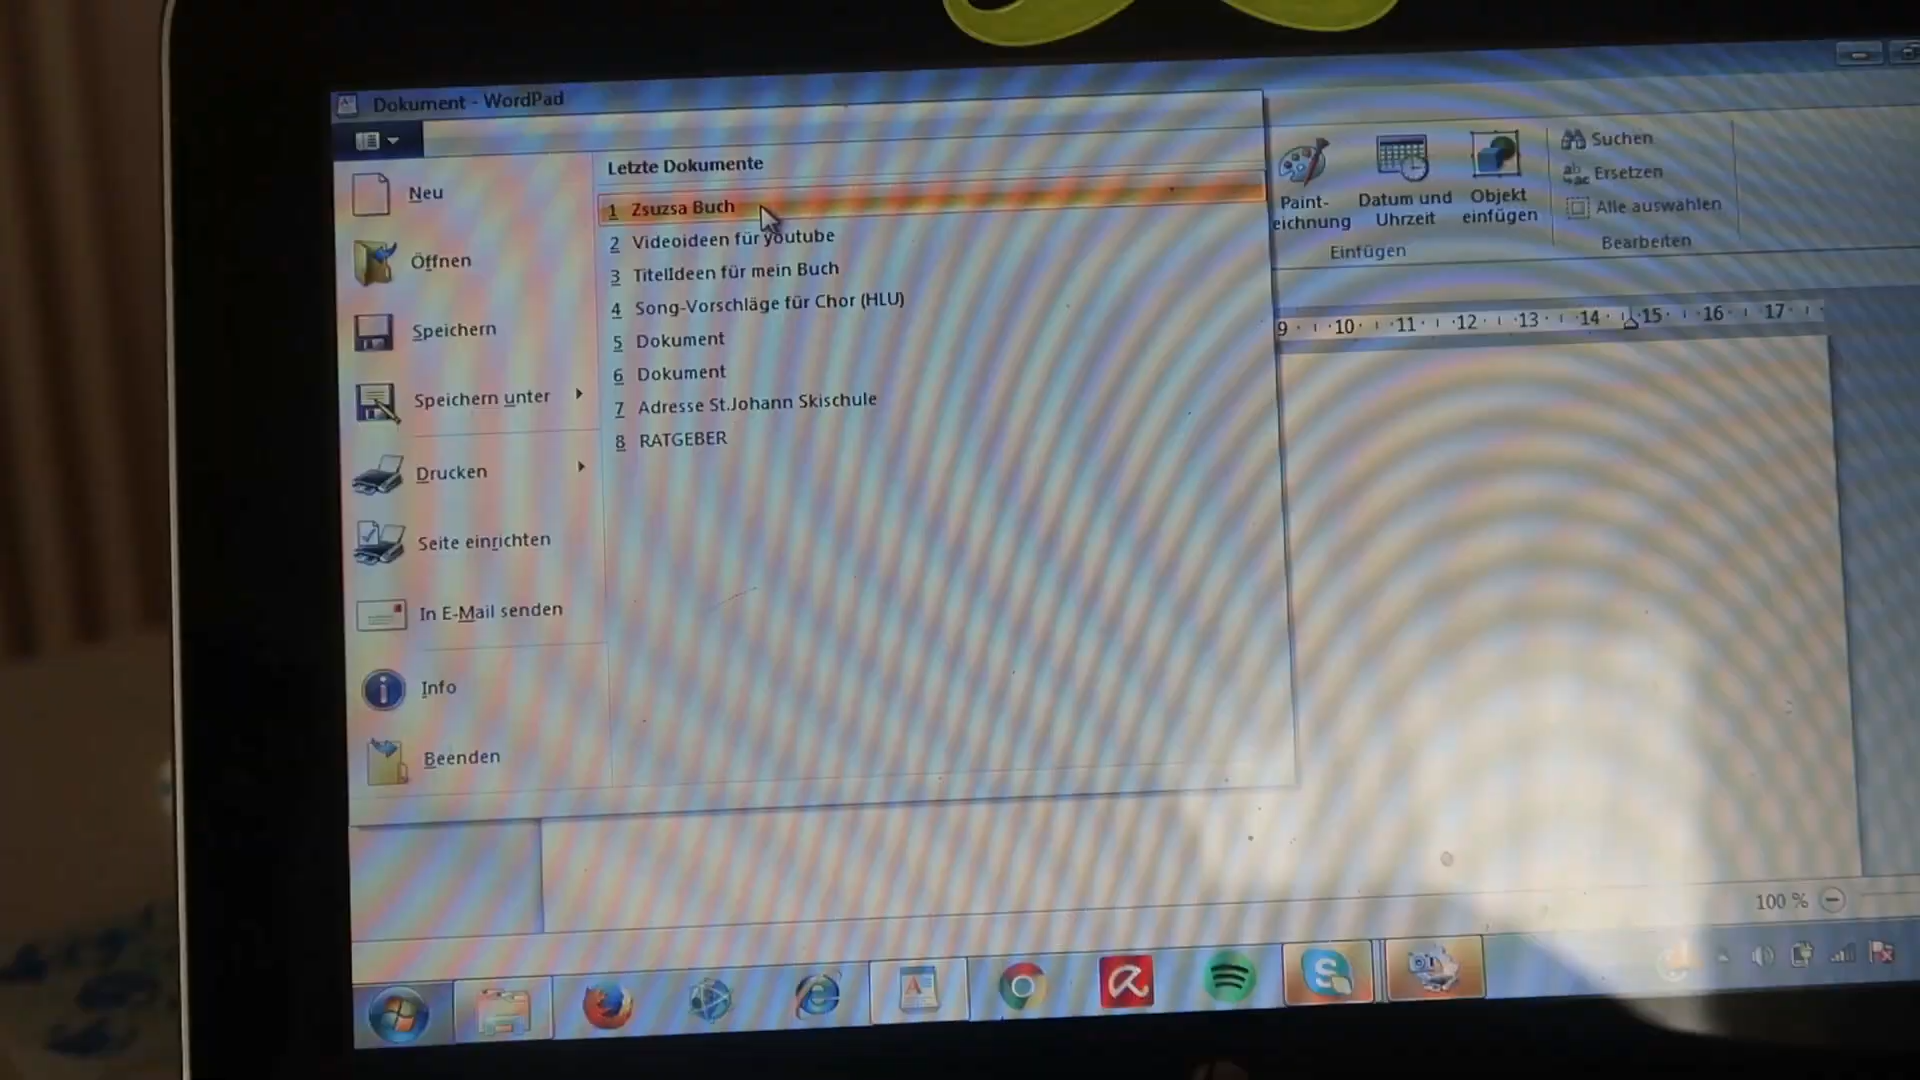 Dokument - WordPad
Letzte Dokumente
Neu
Öffnen
Speichern
Speichern unter
Drucken
Seite einrichten
In E-Mail senden
Info
Beenden
1 Zsuzsa Buch
2 Videoideen für youtube
3 TitelIdeen für mein Buch
4 Song-Vorschläge für Chor (HLU)
5 Dokument
6 Dokument
7 Adresse St.Johann Skischule
8 RATGEBER
Paint-
eichnung
Datum und
Uhrzeit
Objekt
einfügen
Einfügen
Suchen
Ersetzen
Alle auswählen
Bearbeiten
9 10 11 12 13 14 15 16 17
100 %